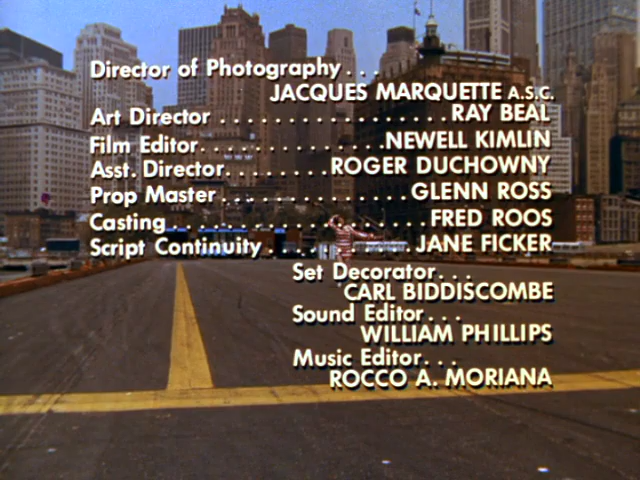 Director of Photography...
JACQUES MARQUETTE A.S.C.
Art Director ..................RAY BEAL
Film Editor..............NEWELL KIMLIN
Asst. Director........ROGER DUCHOWNY
Prop Master ...............GLENN ROSS
Casting ....................FRED ROOS
Script Continuity ...........JANE FICKER
Set Decorator...
CARL BIDDISCOMBE
Sound Editor...
WILLIAM PHILLIPS
Music Editor...
ROCCO A. MORIANA